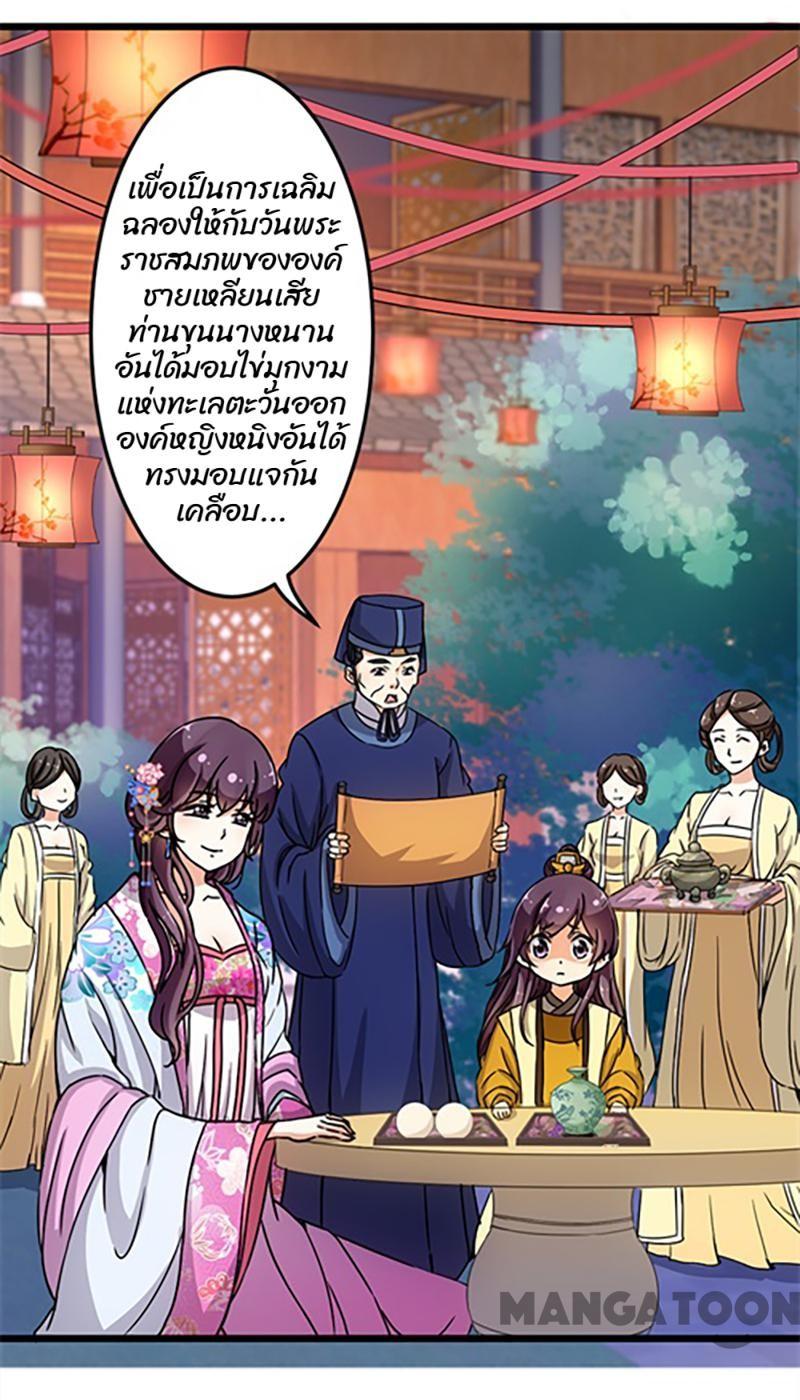 เพื่อเป็นการเฉลิม
ฉลองให้กับวันพระ
ราชสมภพขององค์
ชายเหลียนเสีย
ท่านขุนนางหนาน
อันได้มอบไข่มุกงาม
แห่งทะเลตะวันออก
องค์หญิงหนิงอันได้
ทรงมอบแจกัน
เคลือบ...
MANGATOON